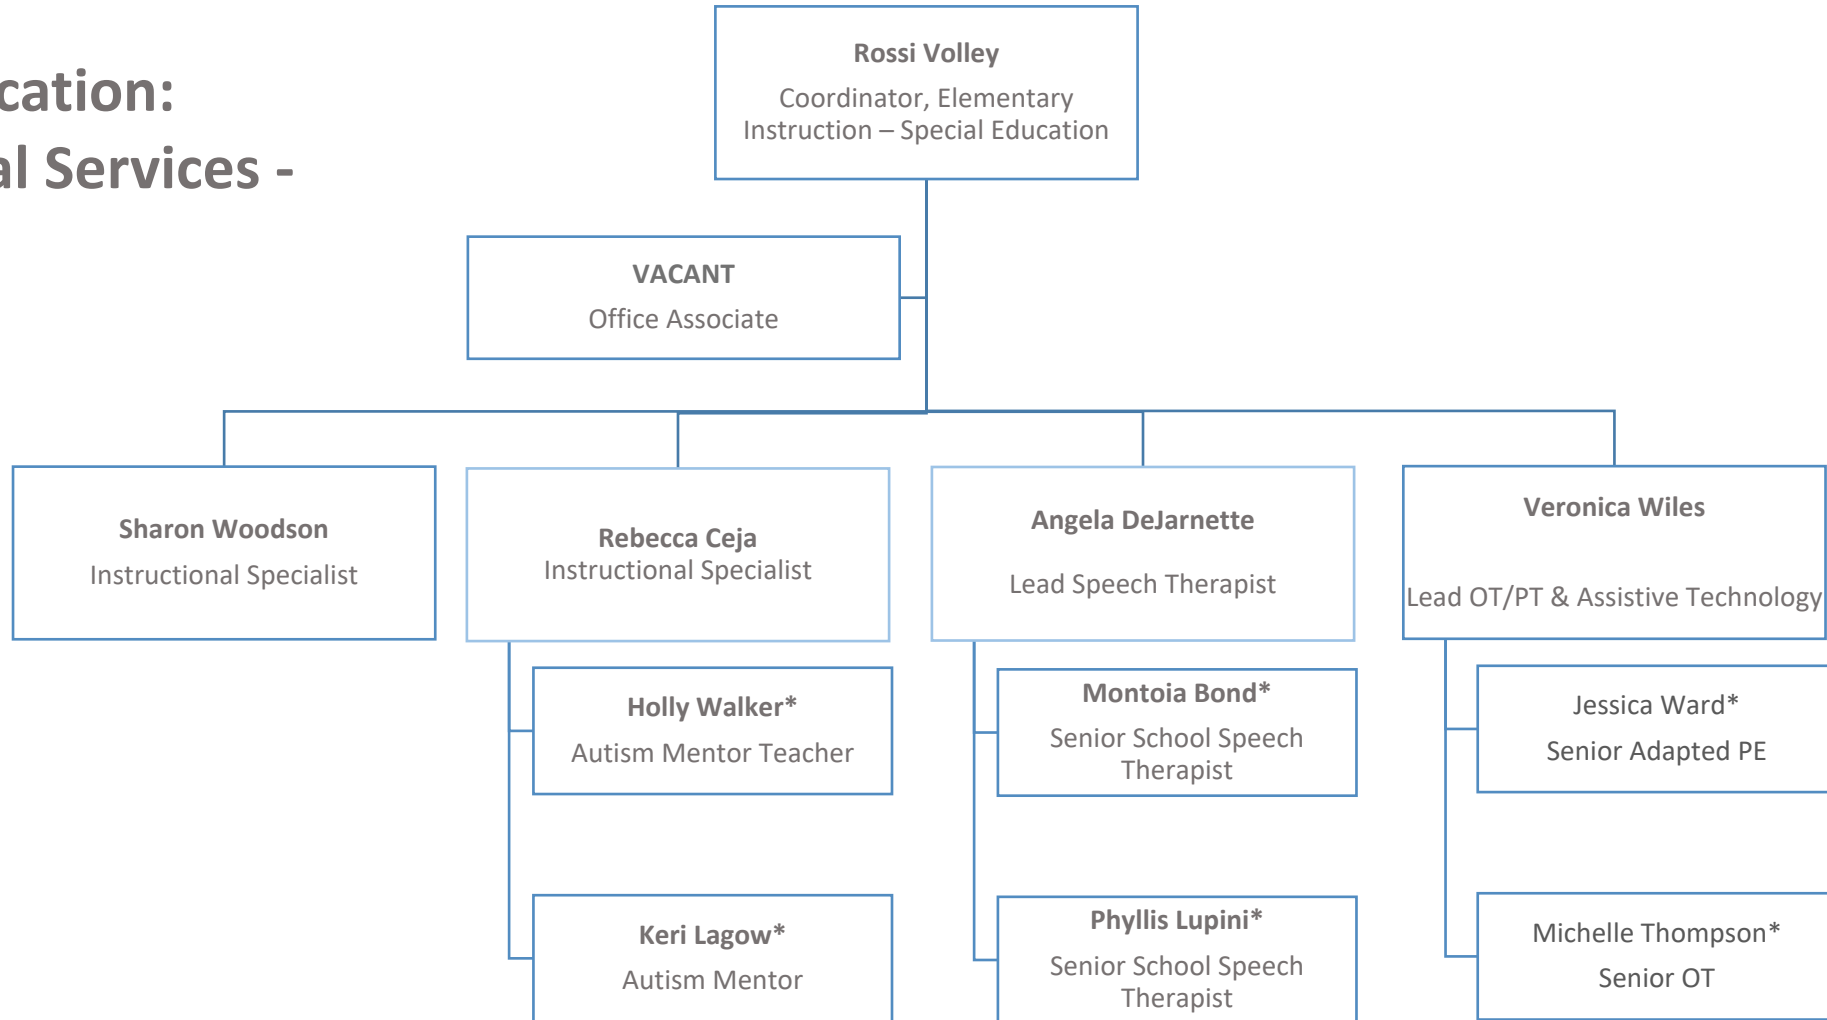 cation:
al Services -
Rossi Volley
Coordinator, Elementary
Instruction – Special Education
VACANT
Office Associate
Sharon Woodson
Instructional Specialist
Rebecca Ceja
Instructional Specialist
Angela DeJarnette
Lead Speech Therapist
Veronica Wiles
Lead OT/PT & Assistive Technology
Holly Walker*
Autism Mentor Teacher
Montoia Bond*
Senior School Speech
Therapist
Jessica Ward*
Senior Adapted PE
Keri Lagow*
Autism Mentor
Phyllis Lupini*
Senior School Speech
Therapist
Michelle Thompson*
Senior OT